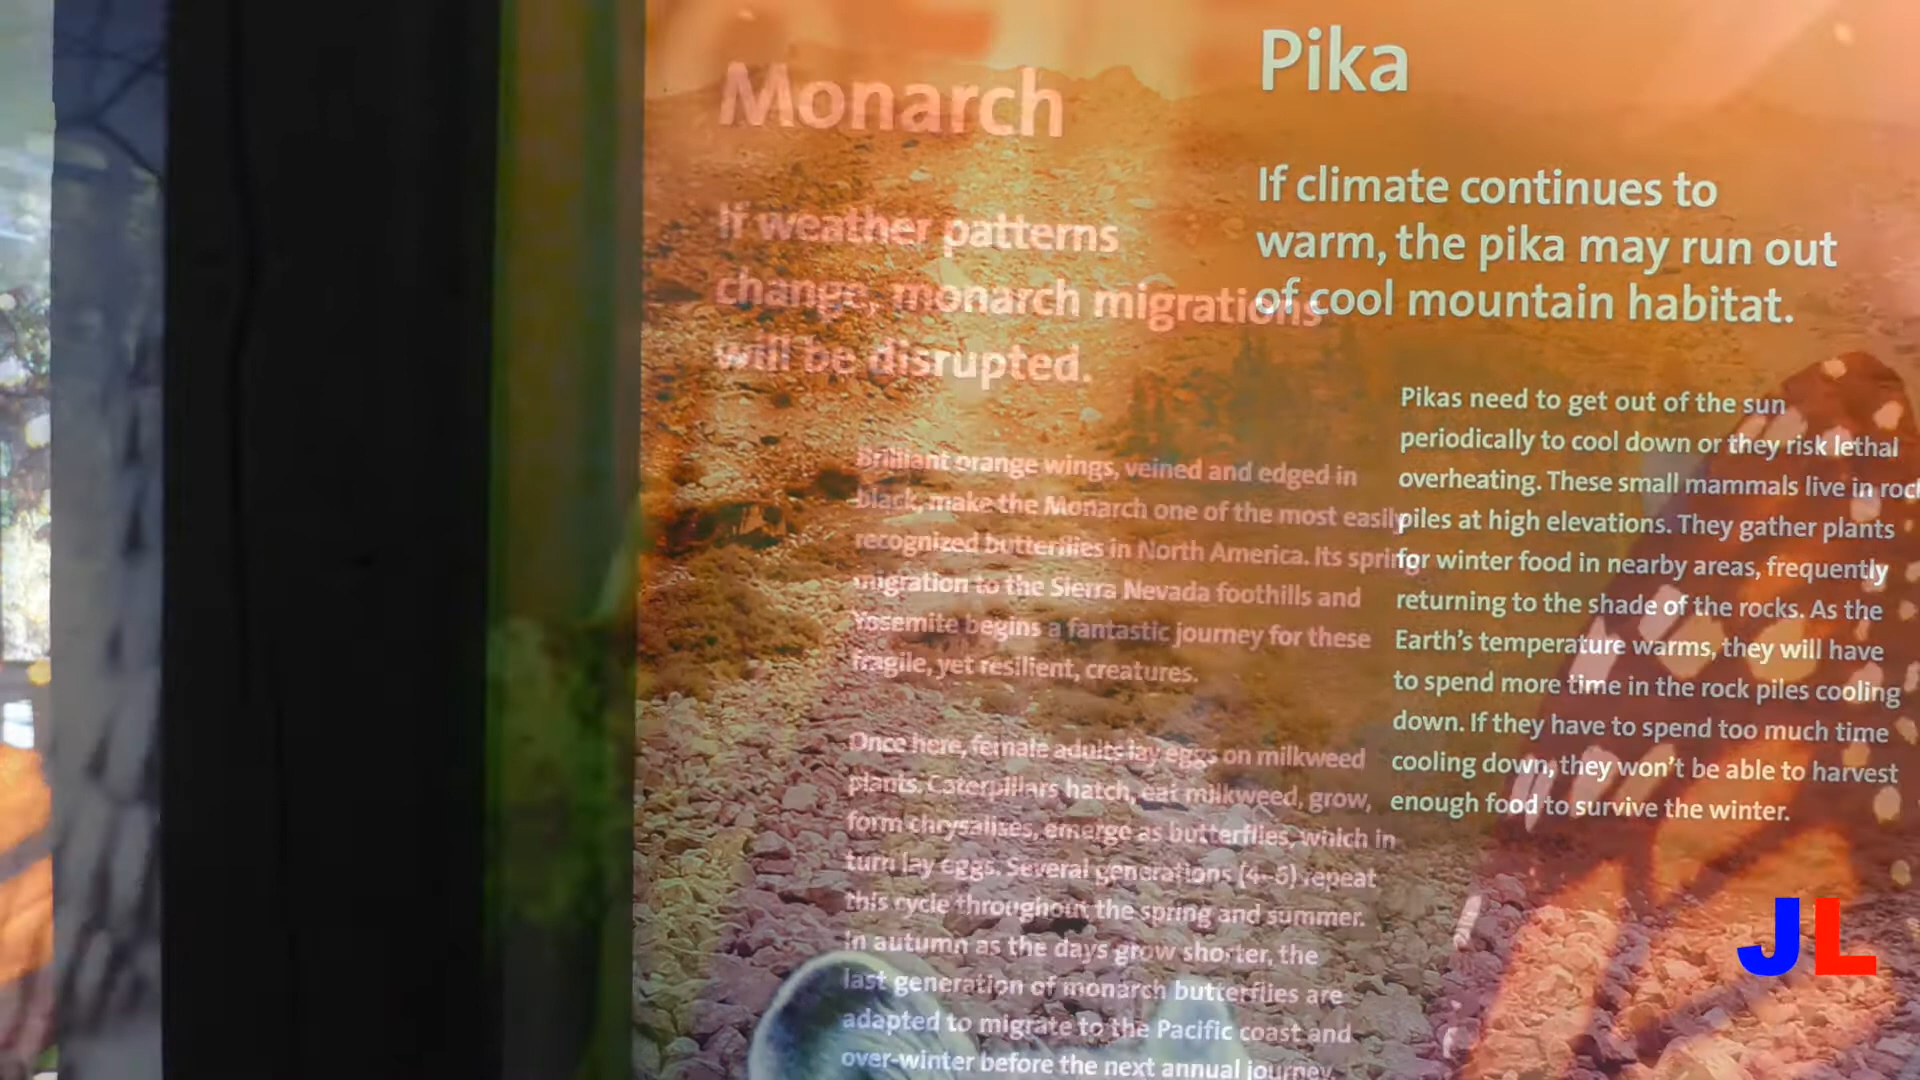 Monarch
If weather patterns
change, monarch migrations
will be disrupted.
Brilliant orange wings, veined and edged in
black, make the Monarch one of the most easily
recognized butterflies in North America. Its spring
migration to the Sierra Nevada foothills and
Yosemite begins a fantastic journey for these
fragile, yet resilient, creatures.
Once here, female adults lay eggs on milkweed
plants. Caterpillars hatch, eat milkweed, grow,
form chrysalises, emerge as butterflies, which in
turn lay eggs. Several generations (4-6) repeat
this cycle throughout the spring and summer.
In autumn as the days grow shorter, the
last generation of monarch butterflies are
adapted to migrate to the Pacific coast and
over-winter before the next annual journey.
Pika
If climate continues to
warm, the pika may run out
of cool mountain habitat.
Pikas need to get out of the sun
periodically to cool down or they risk lethal
overheating. These small mammals live in rock
piles at high elevations. They gather plants
for winter food in nearby areas, frequently
returning to the shade of the rocks. As the
Earth's temperature warms, they will have
to spend more time in the rock piles cooling
down. If they have to spend too much time
cooling down, they won't be able to harvest
enough food to survive the winter.
JL